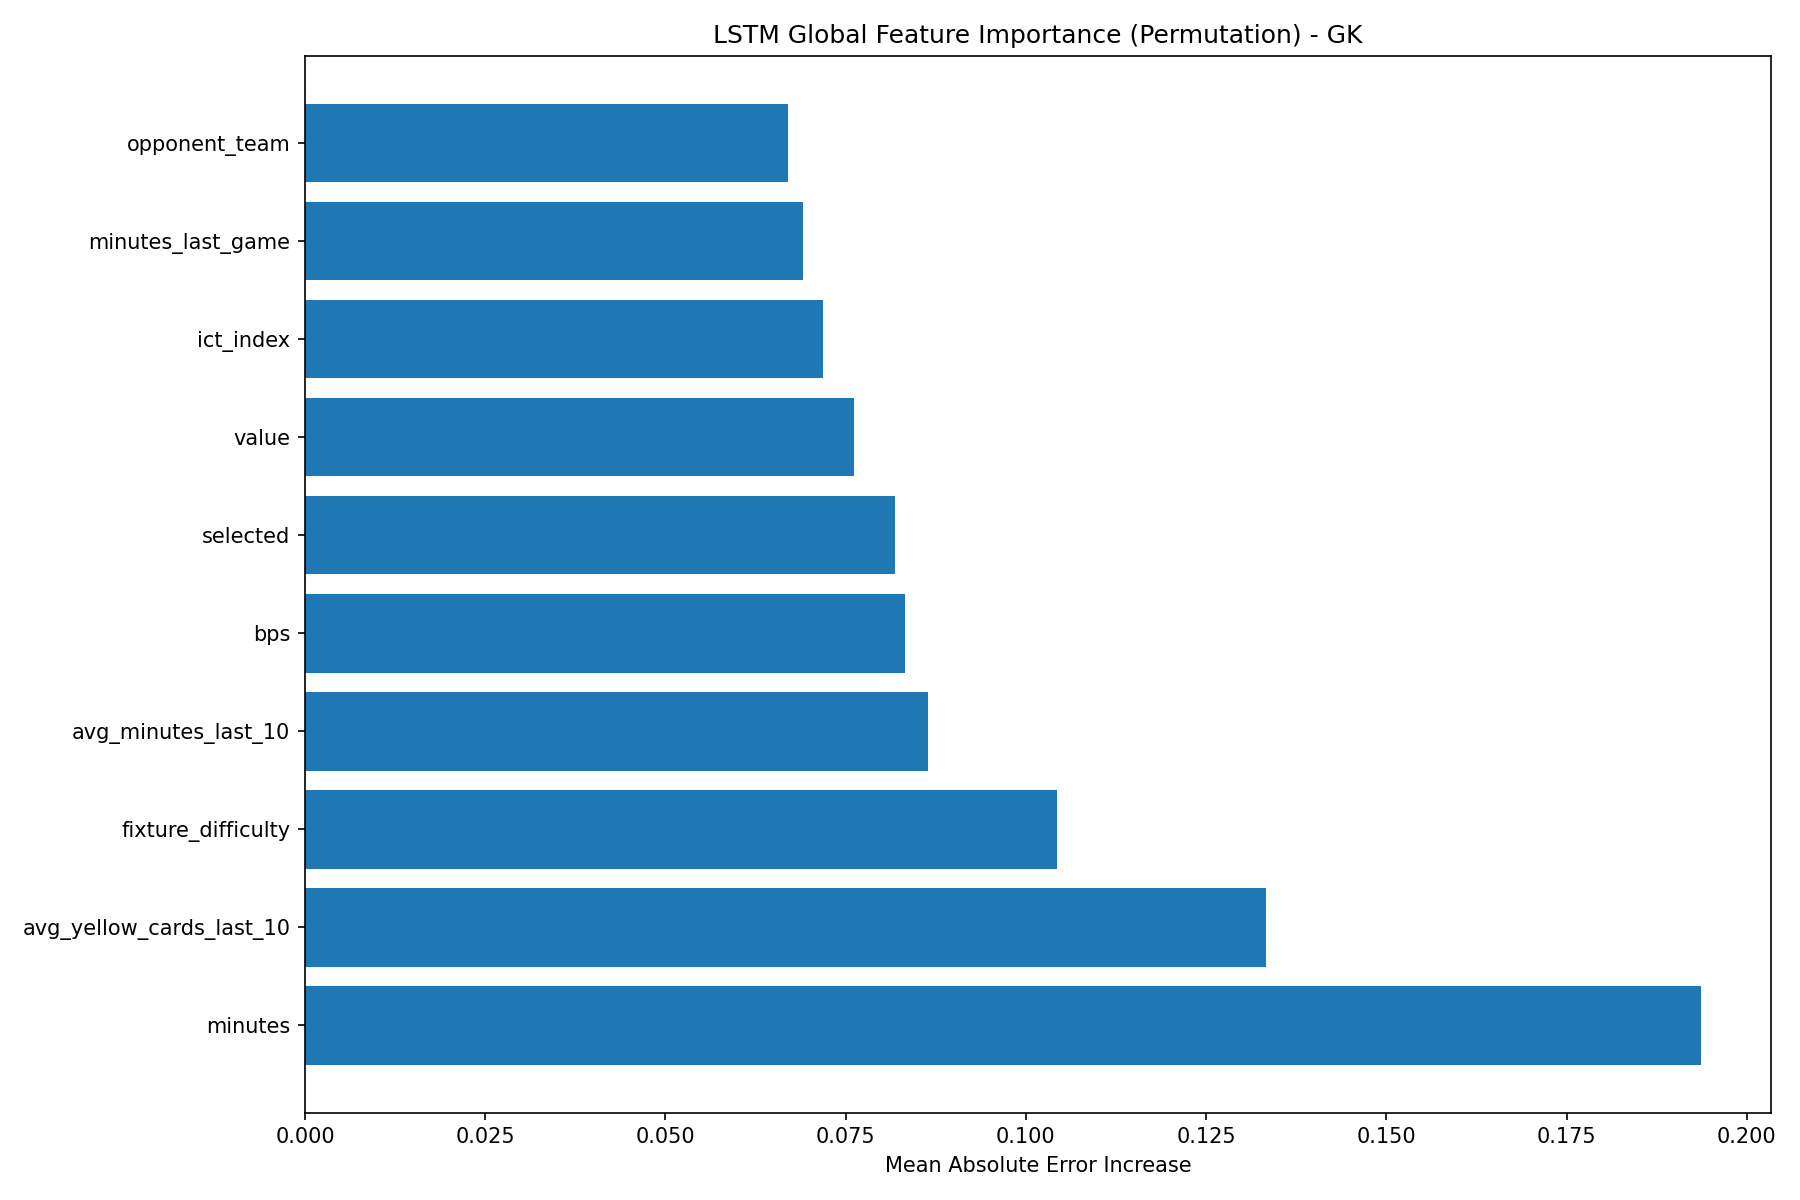 LSTM Global Feature Importance (Permutation) - GK
opponent_team
minutes_last_game
ict_index
value
selected
bps
avg_minutes_last_10
fixture_difficulty
avg_yellow_cards_last_10
minutes
0.000 0.025 0.050 0.075 0.100 0.125 0.150 0.175 0.200
Mean Absolute Error Increase